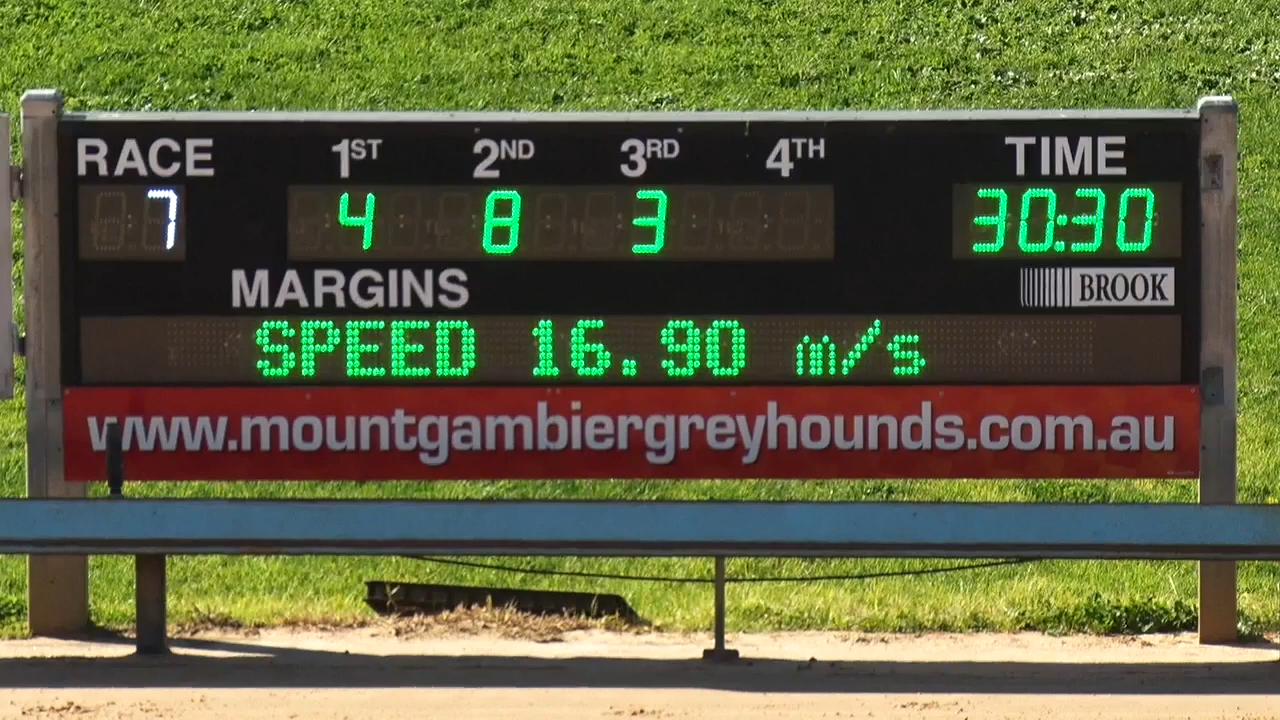 RACE 1ST 2ND 3RD 4TH TIME
7 4 8 3 30:30
MARGINS BROOK
SPEED 16.90 m/s
www.mountgambiergreyhounds.com.au